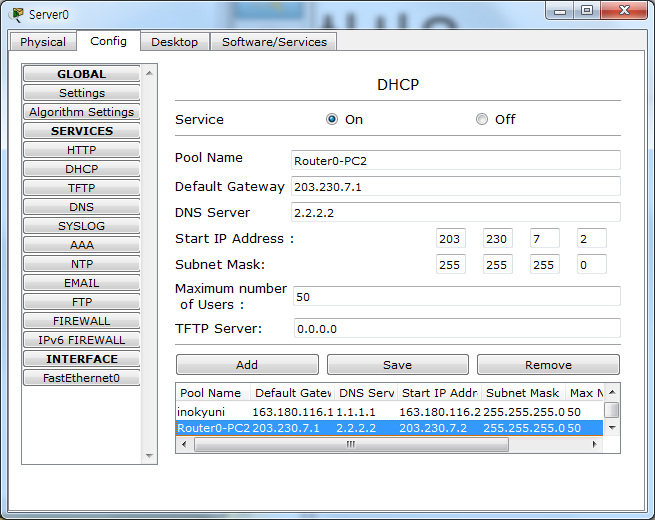 Server0
Physical Config Desktop Software/Services
GLOBAL
Settings
Algorithm Settings
SERVICES
HTTP
DHCP
TFTP
DNS
SYSLOG
AAA
NTP
EMAIL
FTP
FIREWALL
IPv6 FIREWALL
INTERFACE
FastEthernet0
DHCP
Service On Off
Pool Name Router0-PC2
Default Gateway 203.230.7.1
DNS Server 2.2.2.2
Start IP Address : 203 230 7 2
Subnet Mask: 255 255 255 0
Maximum number
of Users : 50
TFTP Server: 0.0.0.0
Add Save Remove
Pool Name Default Gatew DNS Serv Start IP Addr Subnet Mask Max N
inokyuni 163.180.116.1 1.1.1.1 163.180.116.2 255.255.255.0 50
Router0-PC2 203.230.7.1 2.2.2.2 203.230.7.2 255.255.255.0 50